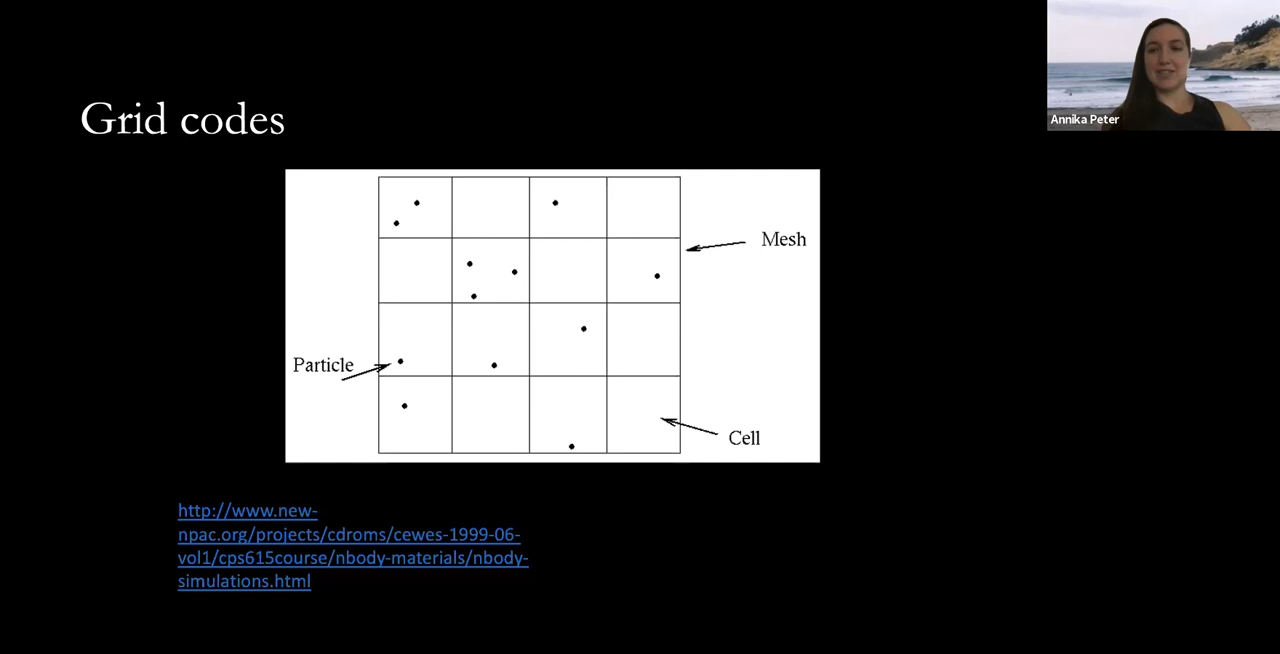 Annika Peter
Grid codes
Mesh
Particle
Cell
http://www.new-
npac.org/projects/cdroms/cewes-1999-06-
vol1/cps615course/nbody-materials/nbody-
simulations.html